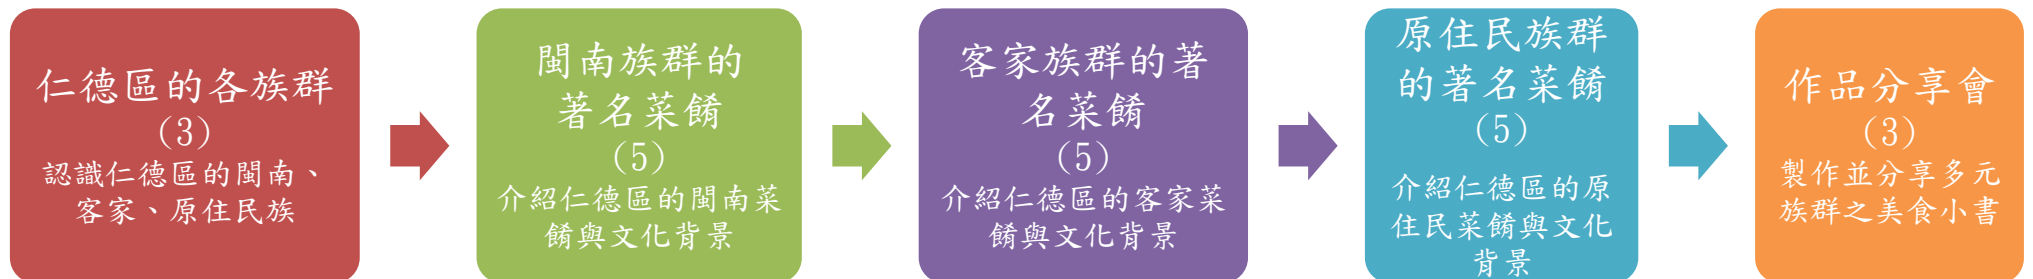 仁德區的各族群
(3)
認識仁德區的閩南、
客家、原住民族
閩南族群的
著名菜餚
(5)
介紹仁德區的閩南菜
餚與文化背景
客家族群的著
名菜餚
(5)
介紹仁德區的客家菜
餚與文化背景
原住民族群
的著名菜餚
(5)
介紹仁德區的原
住民菜餚與文化
背景
作品分享會
(3)
製作並分享多元
族群之美食小書